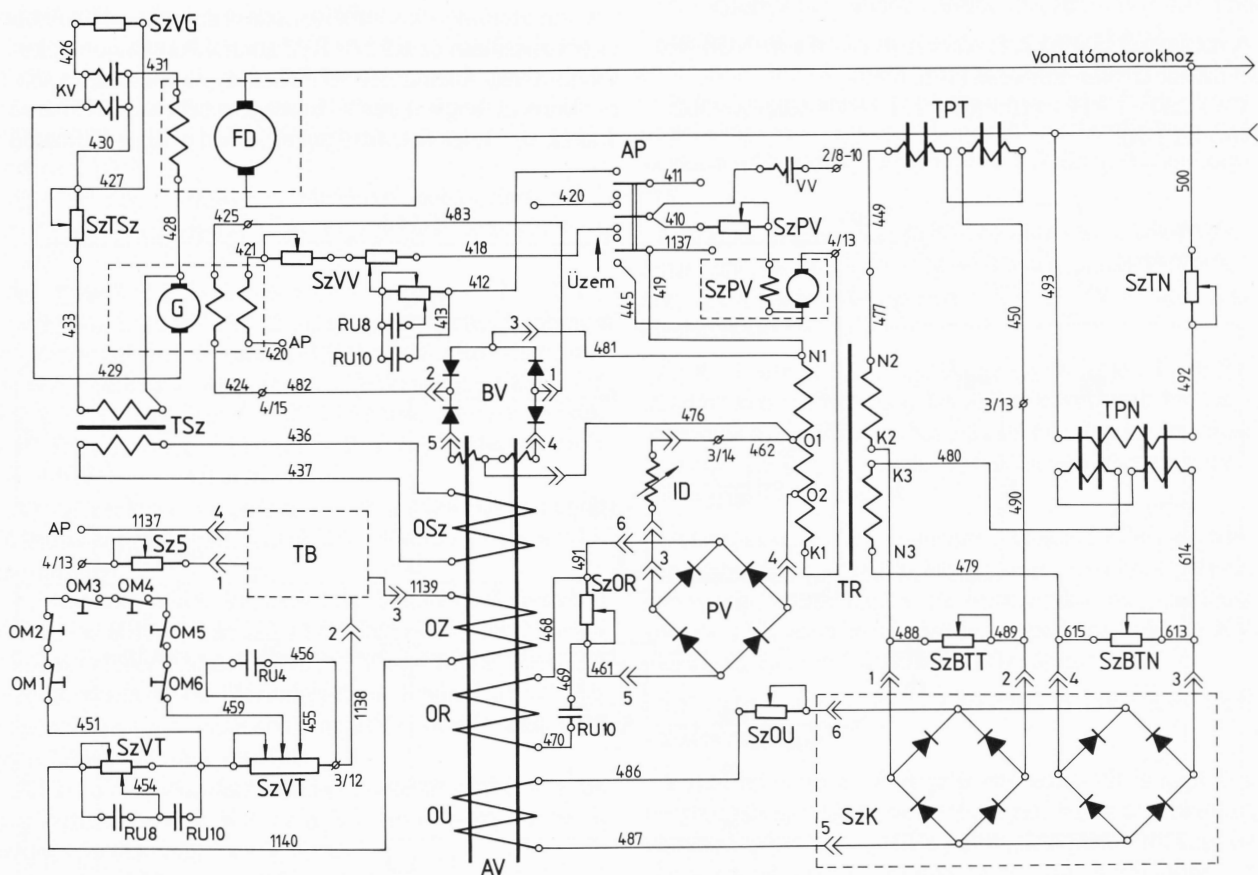 SzVG
426
431
KV
430
427
SzTSz
428
FD
425
483
421
418
SzVV
412
413
G
433
AP
420
429
424
482
4/15
RU8
RU10
TSz
436
437
AP
420
411
410
1137
Üzem
445
419
2/8-10
VV
SzPV
4/13
SzPV
Vontatómotorokhoz
TPT
449
477
450
493
500
SzTN
492
TPN
3/13
490
480
614
3
481
2
1
BV
5
4
476
3/14
462
ID
N1
O1
O2
K1
N2
K2
K3
N3
TR
479
AP
1137
4
Sz5
4/13
1
TB
3
1139
2
OM3
OM4
OM2
OM5
OM1
OM6
456
RU4
459
455
1138
451
SzVT
454
SzVT
3/12
RU8
RU10
1140
OSz
OZ
OR
OU
AV
6
491
3
4
SzOR
468
PV
461
469
5
470
RU10
SzOU
6
486
487
5
488
489
SzBTT
615
613
SzBTN
1
2
4
3
SzK